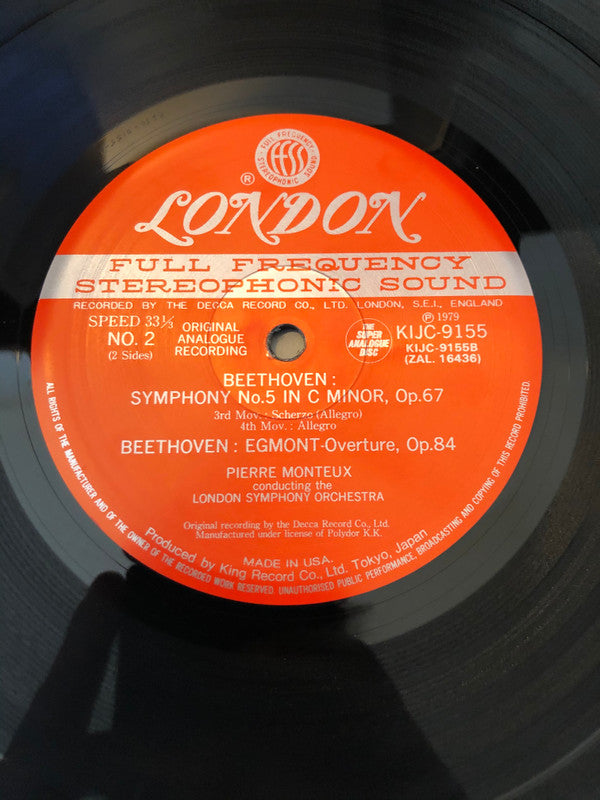 FULL FREQUENCY
ffss
STEREOPHONIC SOUND
®
LONDON
FULL FREQUENCY
STEREOPHONIC SOUND
RECORDED BY THE DECCA RECORD CO., LTD. LONDON, S.E.I., ENGLAND
SPEED 33⅓
NO. 2
(2 Sides)
ORIGINAL
ANALOGUE
RECORDING
THE
SUPER
ANALOGUE
DISC
℗ 1979
KIJC-9155
KIJC-9155B
(ZAL. 16436)
BEETHOVEN :
SYMPHONY No.5 IN C MINOR, Op.67
3rd Mov. : Scherzo (Allegro)
4th Mov. : Allegro
BEETHOVEN : EGMONT-Overture, Op.84
PIERRE MONTEUX
conducting the
LONDON SYMPHONY ORCHESTRA
Original recording by the Decca Record Co., Ltd.
Manufactured under license of Polydor K.K.
MADE IN USA.
Produced by King Record Co., Ltd. Tokyo, Japan
ALL RIGHTS OF THE MANUFACTURER AND OF THE OWNER OF THE RECORDED WORK RESERVED. UNAUTHORISED PUBLIC PERFORMANCE, BROADCASTING AND COPYING OF THIS RECORD PROHIBITED.